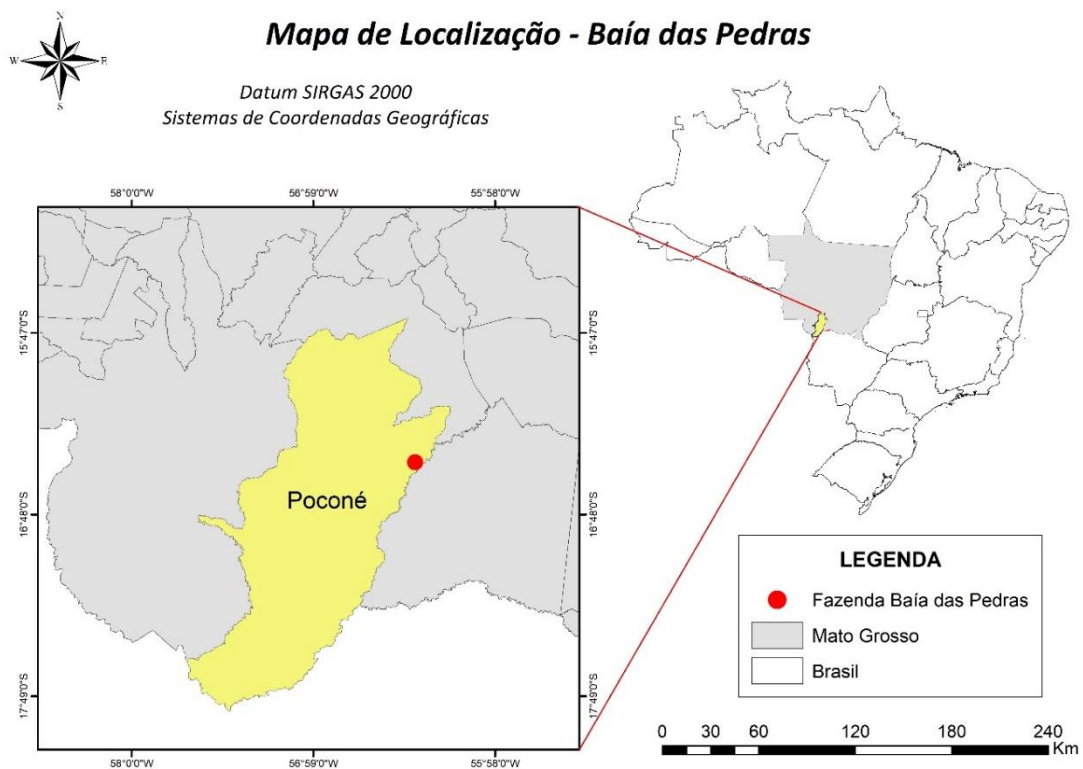 N
W E
S
Mapa de Localização - Baía das Pedras
Datum SIRGAS 2000
Sistemas de Coordenadas Geográficas
58°0'0"W 56°59'0"W 55°58'0"W
15°47'0"S 15°47'0"S
Poconé
16°48'0"S 16°48'0"S
17°49'0"S 17°49'0"S
58°0'0"W 56°59'0"W 55°58'0"W
LEGENDA
Fazenda Baía das Pedras
Mato Grosso
Brasil
0 30 60 120 180 240
Km